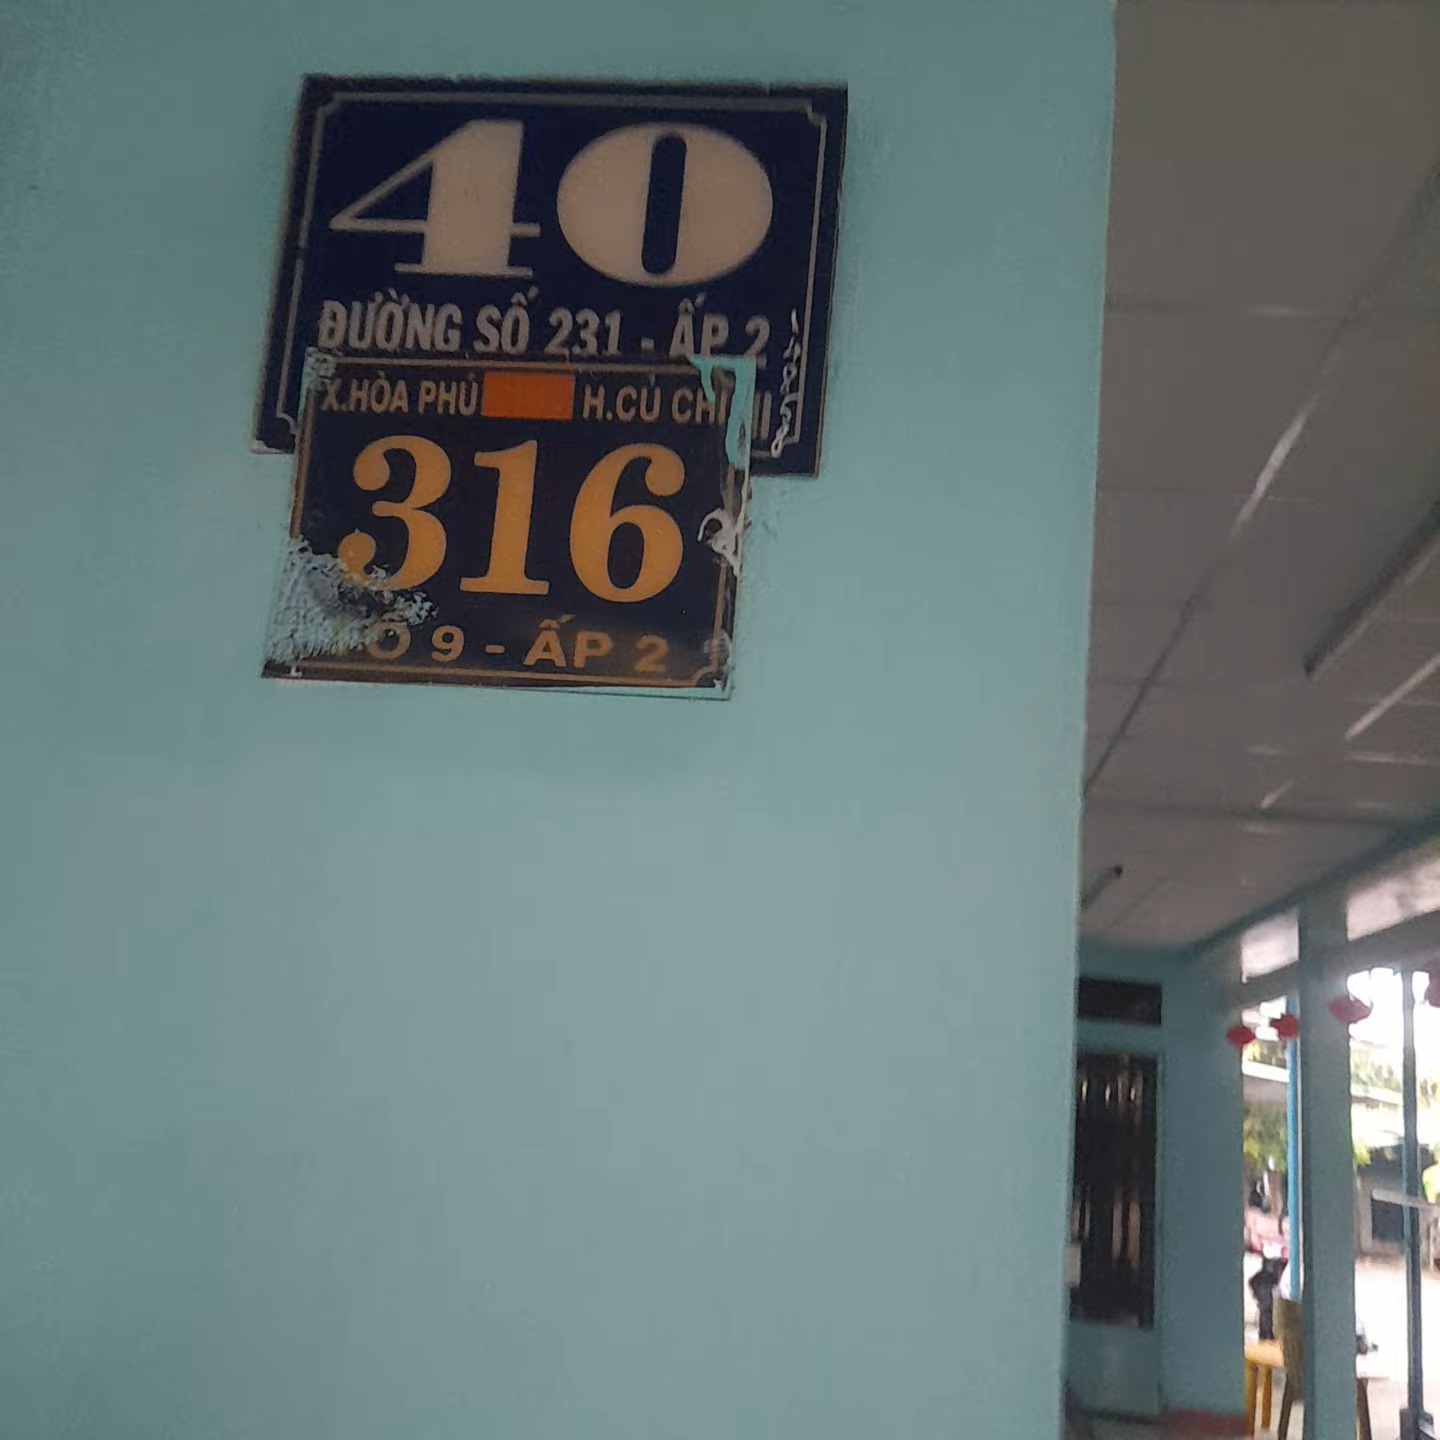 40
ĐƯỜNG SỐ 231 - ẤP 2
X.HÒA PHÚ H.CỦ CHI
316
9 - ẤP 2